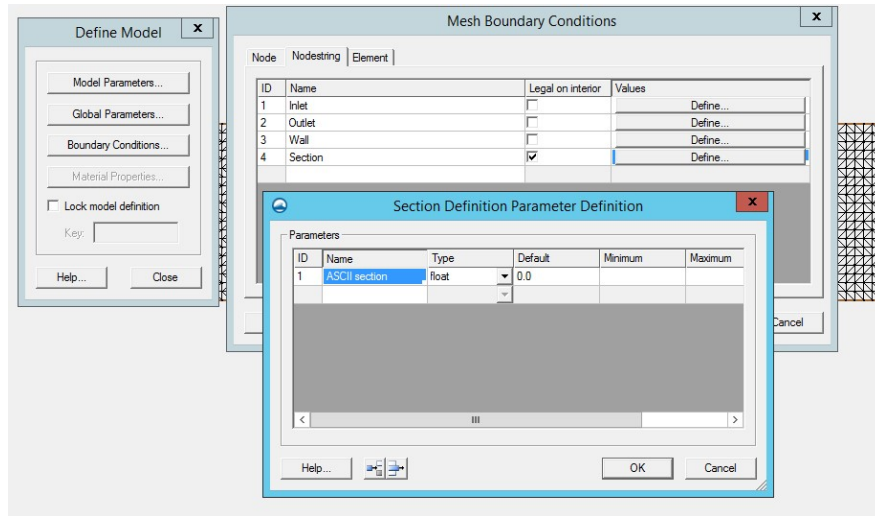 Define Model
x
Model Parameters...
Global Parameters...
Boundary Conditions...
Material Properties...
Lock model definition
Key:
Help...
Close
Mesh Boundary Conditions
x
Node
Nodestring
Element
ID Name Legal on interior Values
1 Inlet Define...
2 Outlet Define...
3 Wall Define...
4 Section Define...
Cancel
Section Definition Parameter Definition
x
Parameters
ID Name Type Default Minimum Maximum
1 ASCII section float 0.0
Help...
OK
Cancel